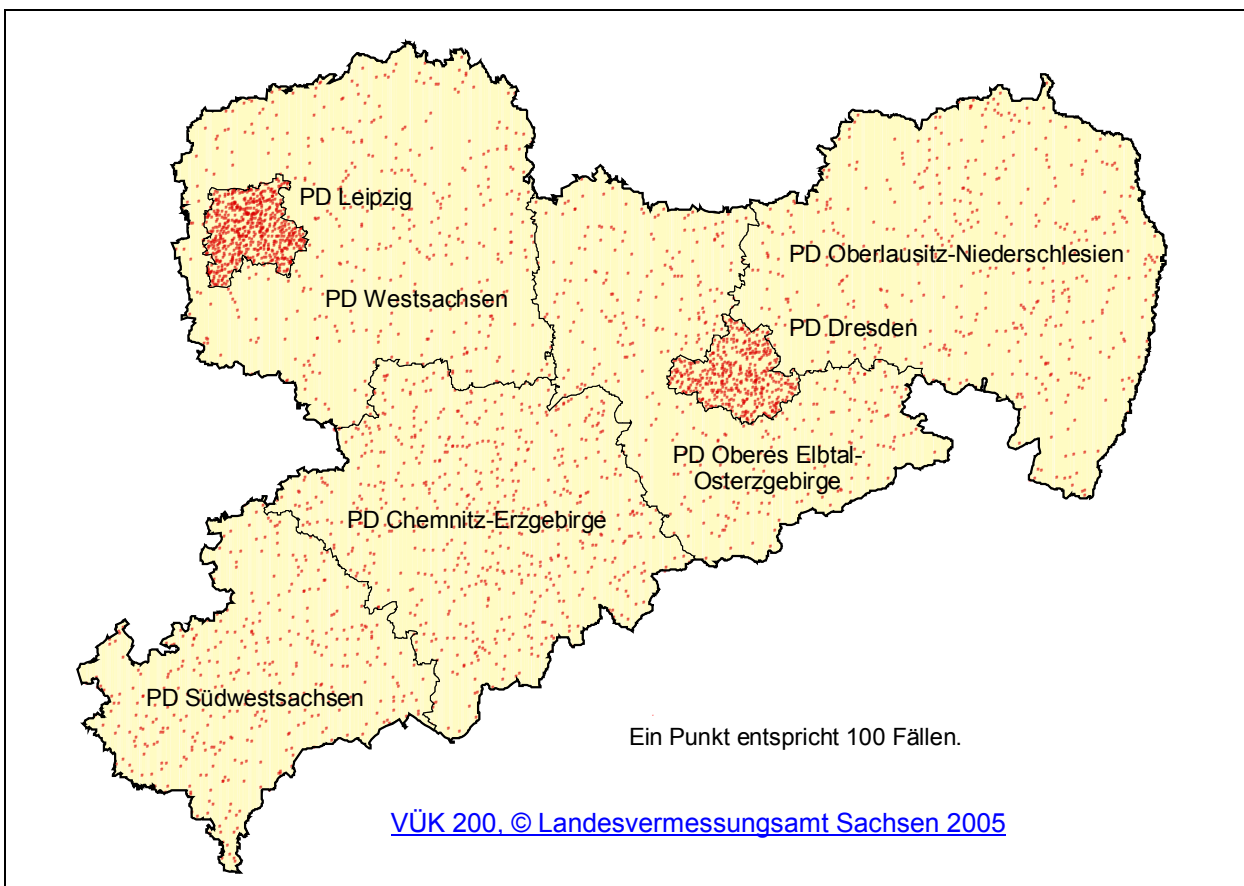 PD Leipzig
PD Oberlausitz-Niederschlesien
PD Westsachsen
PD Dresden
PD Oberes Elbtal-
Osterzgebirge
PD Chemnitz-Erzgebirge
PD Südwestsachsen
Ein Punkt entspricht 100 Fällen.
VÜK 200, © Landesvermessungsamt Sachsen 2005